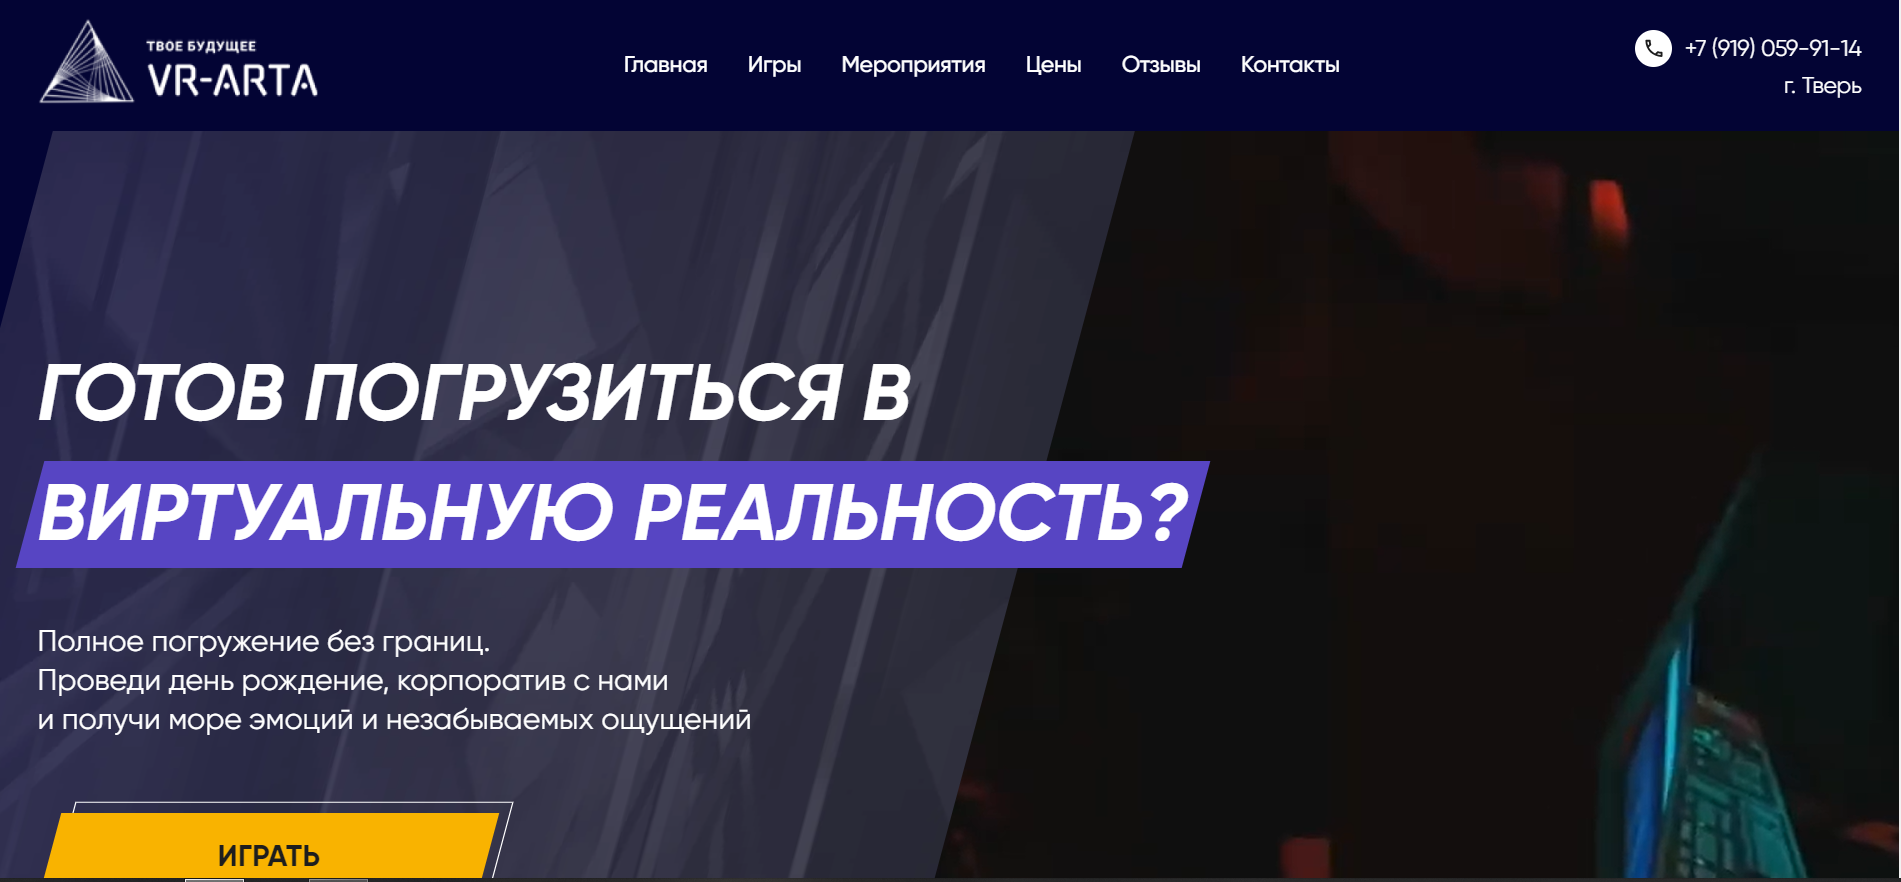 ТВОЕ БУДУЩЕЕ
VR-ARTA
Главная Игры Мероприятия Цены Отзывы Контакты
+7 (919) 059-91-14
г. Тверь
ГОТОВ ПОГРУЗИТЬСЯ В
ВИРТУАЛЬНУЮ РЕАЛЬНОСТЬ?
Полное погружение без границ.
Проведи день рождение, корпоратив с нами
и получи море эмоций и незабываемых ощущений
ИГРАТЬ